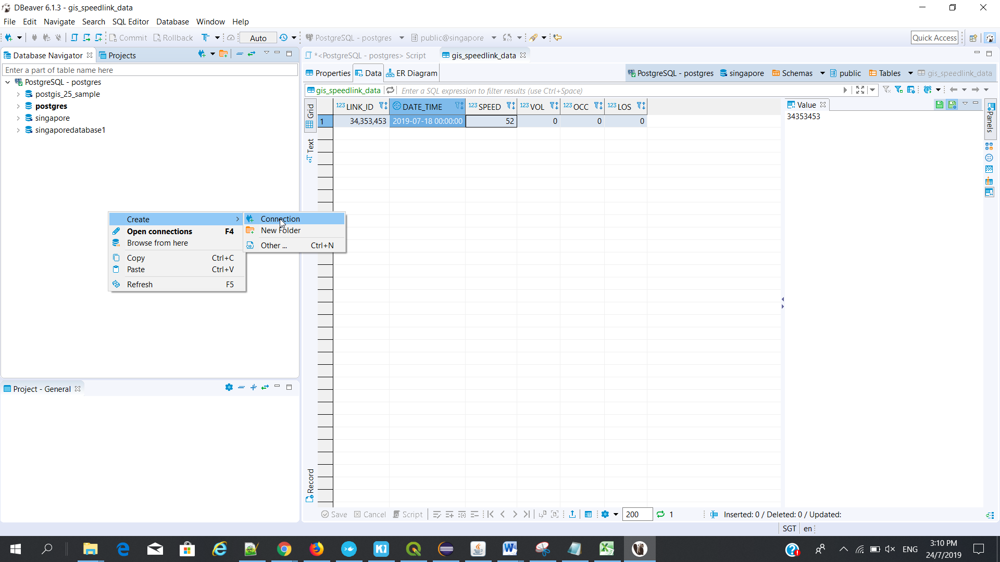 DBeaver 6.1.3 - gis_speedlink_data
File Edit Navigate Search SQL Editor Database Window Help
Commit Rollback Auto PostgreSQL - postgres public@singapore Quick Access
Database Navigator Projects
Enter a part of table name here
PostgreSQL - postgres
postgis_25_sample
postgres
singapore
singaporedatabase1
Create
Open connections F4
Browse from here
Copy Ctrl+C
Paste Ctrl+V
Refresh F5
Connection
New Folder
Other ... Ctrl+N
Project - General
*<PostgreSQL - postgres> Script gis_speedlink_data
Properties Data ER Diagram PostgreSQL - postgres singapore Schemas public Tables gis_speedlink_data
gis_speedlink_data Enter a SQL expression to filter results (use Ctrl+Space)
Grid
Text
Record
123 LINK_ID DATE_TIME 123 SPEED 123 VOL 123 OCC 123 LOS
1 34,353,453 2019-07-18 00:00:00 52 0 0 0
Value
34353453
Panels
Save Cancel Script 200 1 Inserted: 0 / Deleted: 0 / Updated:
SGT en
ENG 3:10 PM
24/7/2019